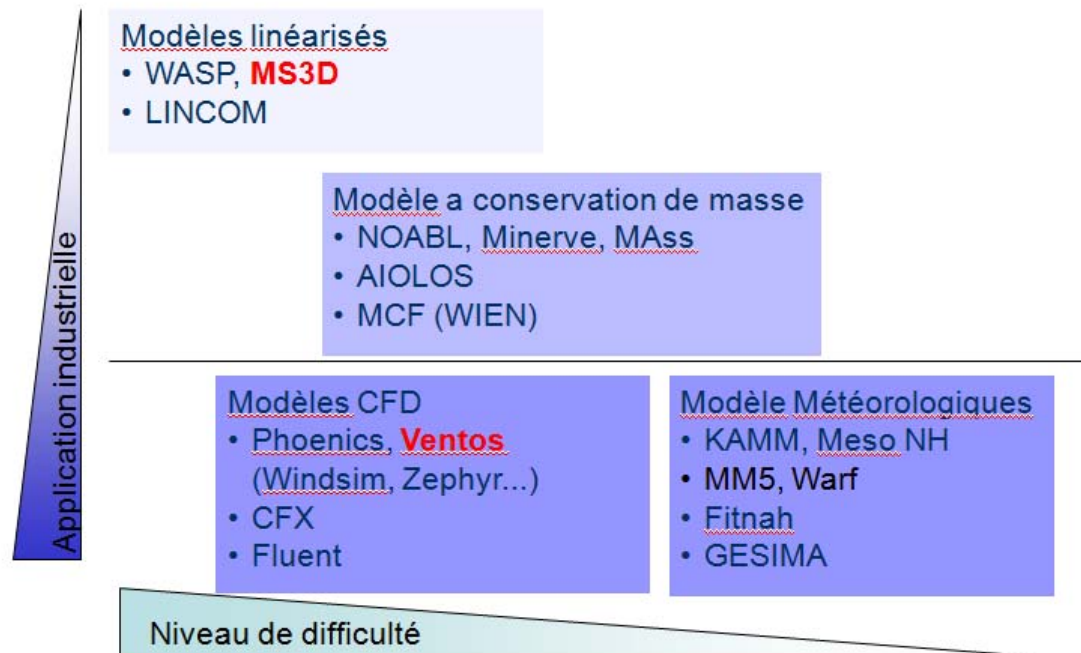 Modèles linéarisés
• WASP, MS3D
• LINCOM
Modèle a conservation de masse
• NOABL, Minerve, MAss
• AIOLOS
• MCF (WIEN)
Application industrielle
Modèles CFD
• Phoenics, Ventos
(Windsim, Zephyr...)
• CFX
• Fluent
Modèle Météorologiques
• KAMM, Meso NH
• MM5, Warf
• Fitnah
• GESIMA
Niveau de difficulté